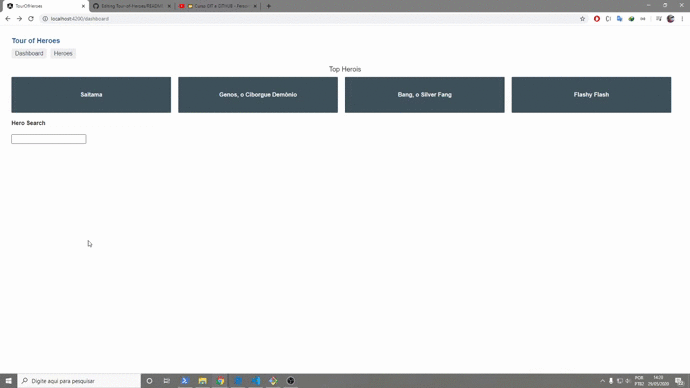 TourOfHeroes
Editing Tour-of-Heroes/README
Curso GIT e GITHUB -
localhost:4200/dashboard
Tour of Heroes
Dashboard Heroes
Top Herois
Saitama
Genos, o Ciborgue Demônio
Bang, o Silver Fang
Flashy Flash
Hero Search
Digite aqui para pesquisar
POR
PTB2
14:20
25/05/2020